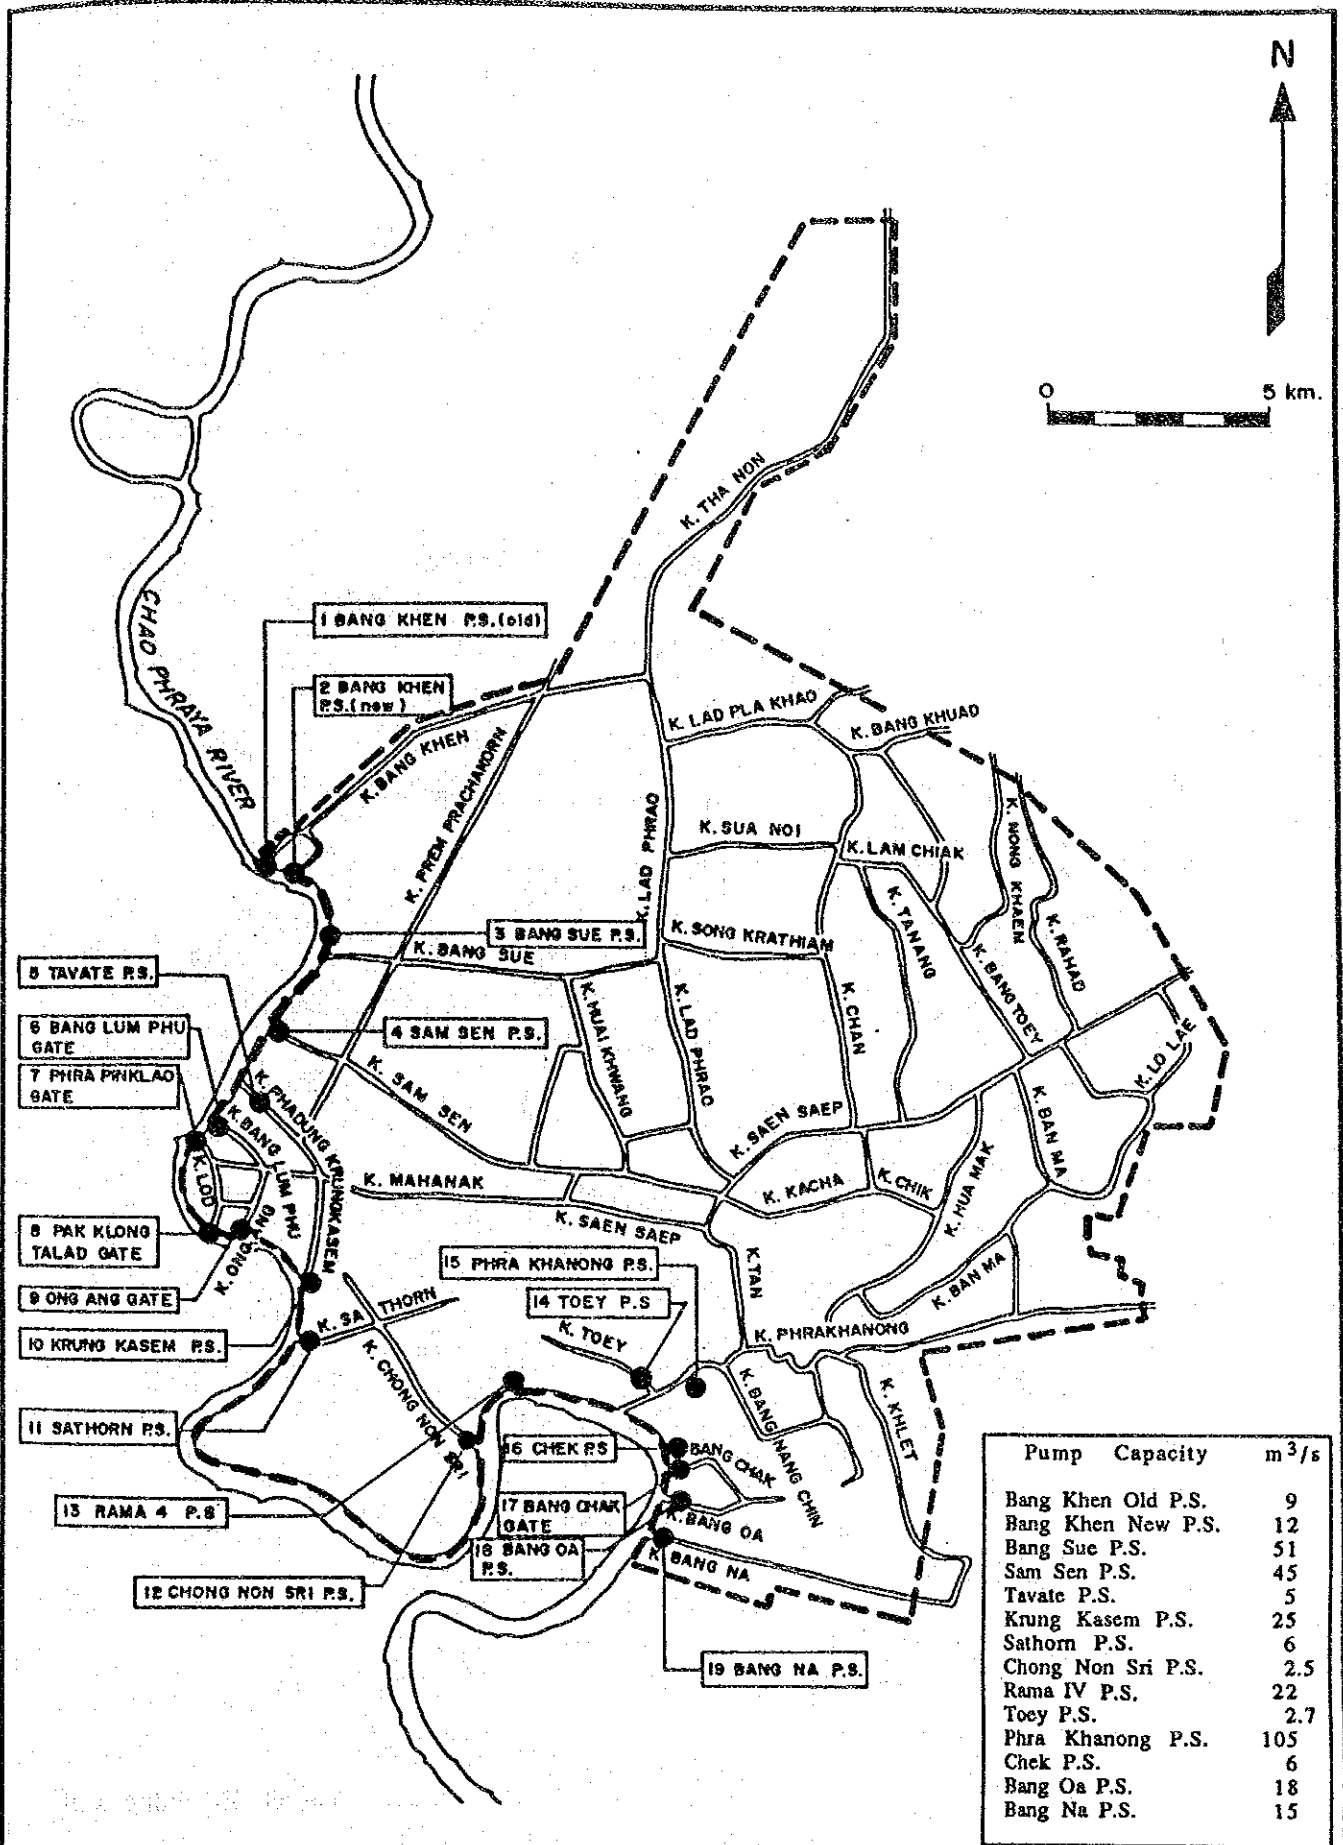 N
0 5 km.
K. THA NON
CHAO PHRAYA RIVER
1 BANG KHEN P.S.(old)
2 BANG KHEN
P.S.(new)
K. BANG KHEN
K. PREM PRACHAKORN
K. LAD PLA KHAO
K. BANG KHUAD
K. LAD PHRAO
K. SUA NOI
K. LAM CHIAK
K. NONG KHAEM
K. RAHAD
K. TANANG
K. SONG KRATHIAM
K. BANG TOEY
3 BANG SUE P.S.
K. BANG SUE
5 TAVATE P.S.
6 BANG LUM PHU
GATE
7 PHRA PINKLAO
GATE
4 SAM SEN P.S.
K. HUAI KHWANG
K. LAD PHRAO
K. CHAN
K. LO LAE
K. SAM SEN
K. PHADUNG KRUNGKASEM
K. BANG LUM PHU
K. LOD
K. SAEN SAEP
K. BAN MA
K. MAHANAK
K. KACHA
K. CHIK
K. HUA MAK
K. SAEN SAEP
8 PAK KLONG
TALAD GATE
K. ONG ANG
9 ONG ANG GATE
15 PHRA KHANONG P.S.
K. TAN
K. BAN MA
14 TOEY P.S
K. SA THORN
K. TOEY
K. PHRAKHANONG
10 KRUNG KASEM P.S.
K. CHONG NON SRI
K. BANG NANG CHIN
K. KHLET
11 SATHORN P.S.
16 CHEK P.S
BANG CHAK
13 RAMA 4 P.S
17 BANG CHAK
GATE
K. BANG OA
18 BANG OA
P.S.
K BANG NA
12 CHONG NON SRI P.S.
19 BANG NA P.S.
Pump Capacity m³/s
Bang Khen Old P.S. 9
Bang Khen New P.S. 12
Bang Sue P.S. 51
Sam Sen P.S. 45
Tavate P.S. 5
Krung Kasem P.S. 25
Sathorn P.S. 6
Chong Non Sri P.S. 2.5
Rama IV P.S. 22
Toey P.S. 2.7
Phra Khanong P.S. 105
Chek P.S. 6
Bang Oa P.S. 18
Bang Na P.S. 15